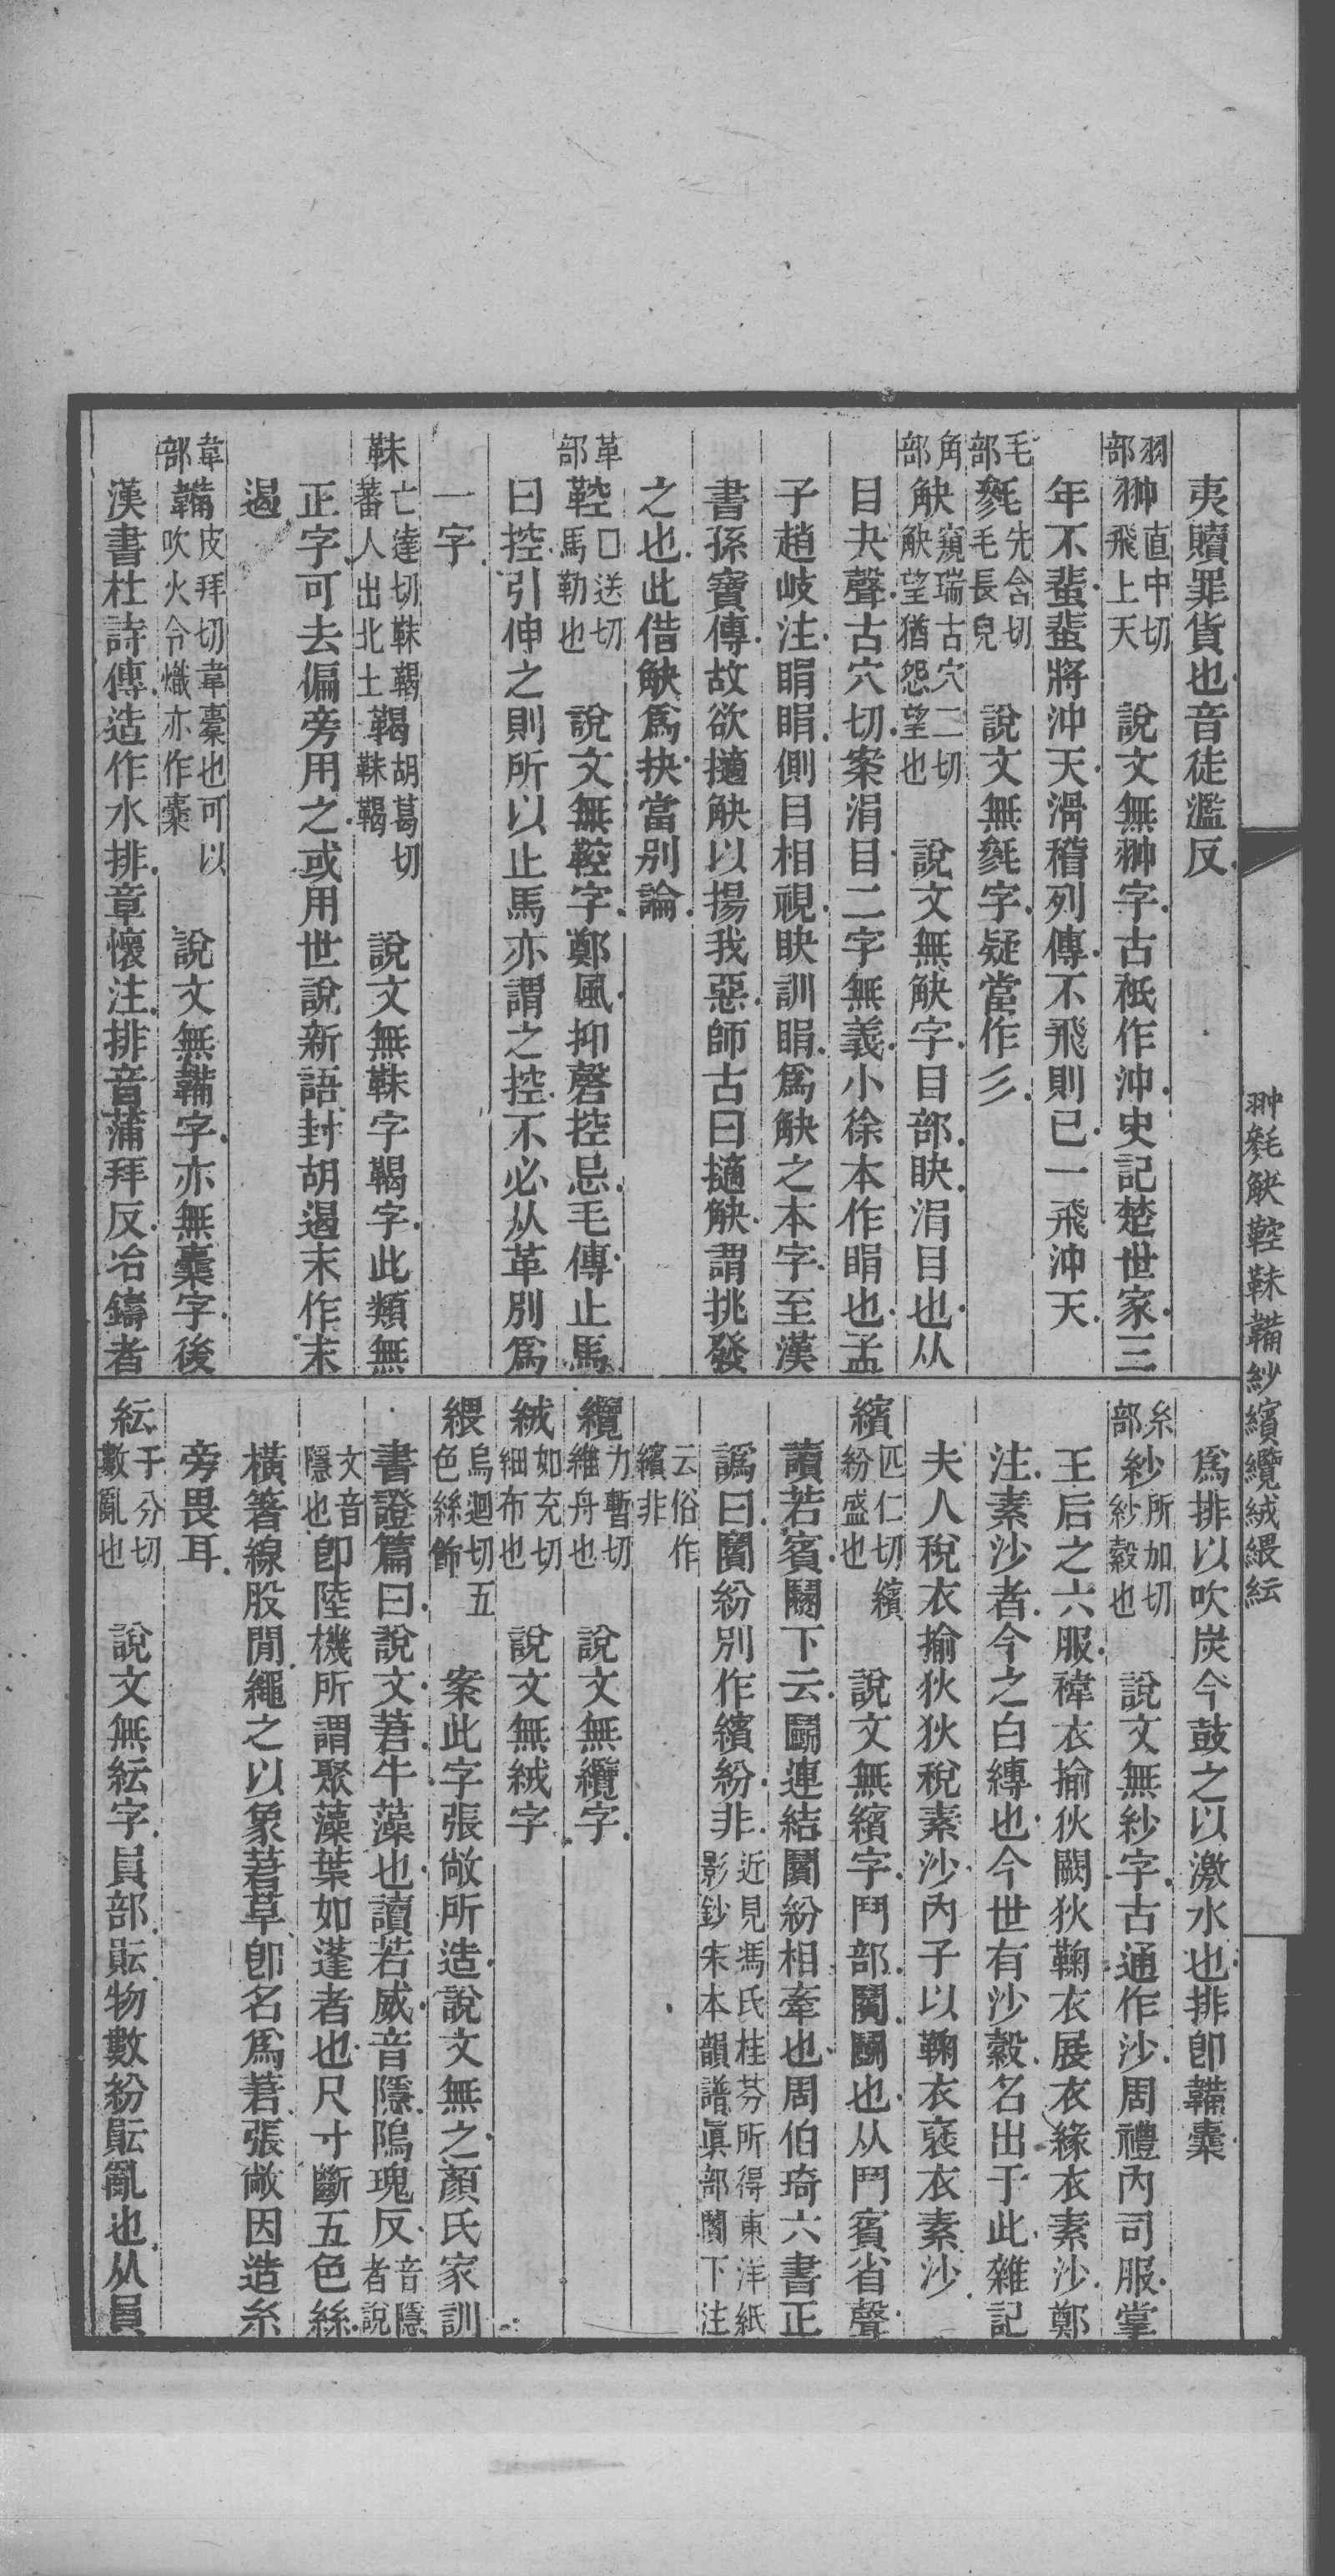 夷贖罪貨也音徒濫反
羽部 翀直中切飛上天 說文無翀字古衹作沖史記楚世家三
年不蜚蜚將沖天滑稽列傳不飛則已一飛沖天
毛部 毵先含切毛長皃 說文無毵字疑當作彡
角部 觖窺瑞古穴二切觖望猶怨望也 說文無觖字目部䀗涓目也从
目夬聲古穴切案涓目二字無義小徐本作睊也孟
子趙岐注睊睊側目相視䀗訓睊爲觖之本字至漢
書孫寶傳故欲擿觖以揚我惡師古曰擿觖謂挑發
之也此借觖爲抉當別論
革部 鞚□送切馬勒也 說文無鞚字鄭風抑磬控忌毛傳止馬
曰控引伸之則所以止馬亦謂之控不必从革別爲
一字
靺亡達切靺鞨蕃人出北土 鞨胡葛切靺鞨 說文無靺字鞨字此類無
正字可去偏旁用之或用世說新語封胡遏末作末
遏
韋部 韛皮拜切韋橐也可以吹火令熾亦作橐 說文無韛字亦無橐字後
漢書杜詩傳造作水排章懷注排音蒲拜反冶鑄者
爲排以吹炭今鼓之以激水也排卽韛橐
糸部 紗所加切紗縠也 說文無紗字古通作沙周禮內司服掌
王后之六服褘衣揄狄闕狄鞠衣展衣緣衣素沙鄭
注素沙者今之白縳也今世有沙縠名出于此雜記
夫人稅衣揄狄狄稅素沙內子以鞠衣褎衣素沙
繽匹仁切繽紛盛也 說文無繽字鬥部鬭也从鬥賓省聲
讀若賓下云連結紛相牽也周伯琦六書正
譌曰紛別作繽紛非近見馮氏桂芬所得東洋紙影鈔宋本韻譜眞部下注
云俗作繽非
纜力暫切維舟也 說文無纜字
絨如充切細布也 說文無絨字
緭烏迴切五色絲飾 案此字張敞所造說文無之顏氏家訓
書證篇曰說文莙牛藻也讀若威音隱塢瑰反音隱者說
文音隱也卽陸機所謂聚藻葉如蓬者也尺寸斷五色絲
橫箸線股閒繩之以象莙草卽名爲莙張敞因造糸
旁畏耳
紜于分切數亂也 說文無紜字員部䫟物數紛䫟亂也从員
翀毵觖鞚靺韛紗繽纜絨緭紜